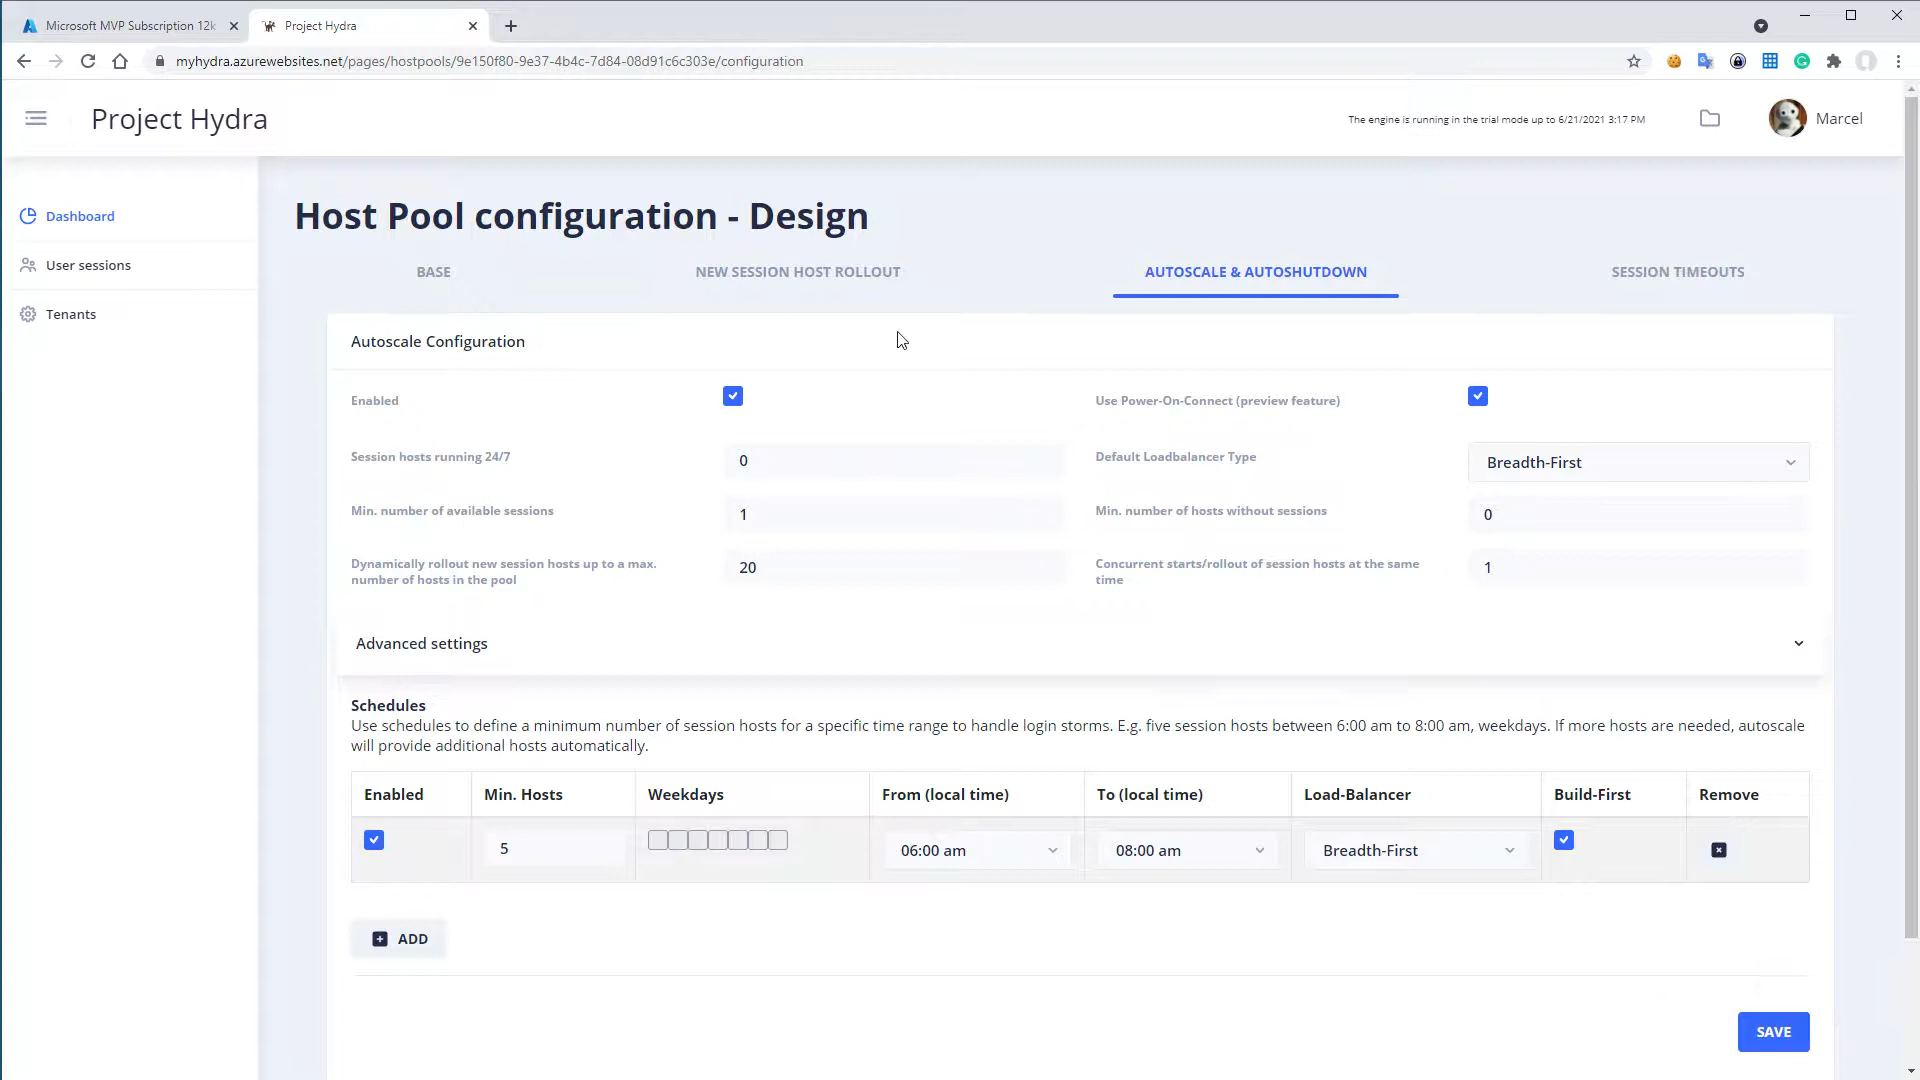 Microsoft MVP Subscription 12k
Project Hydra
myhydra.azurewebsites.net/pages/hostpools/9e150f80-9e37-4b4c-7d84-08d91c6c303e/configuration
Project Hydra
The engine is running in the trial mode up to 6/21/2021 3:17 PM
Marcel
Dashboard
User sessions
Tenants
Host Pool configuration - Design
BASE
NEW SESSION HOST ROLLOUT
AUTOSCALE & AUTOSHUTDOWN
SESSION TIMEOUTS
Autoscale Configuration
Enabled
Use Power-On-Connect (preview feature)
Session hosts running 24/7
0
Default Loadbalancer Type
Breadth-First
Min. number of available sessions
1
Min. number of hosts without sessions
0
Dynamically rollout new session hosts up to a max.
number of hosts in the pool
20
Concurrent starts/rollout of session hosts at the same
time
1
Advanced settings
Schedules
Use schedules to define a minimum number of session hosts for a specific time range to handle login storms. E.g. five session hosts between 6:00 am to 8:00 am, weekdays. If more hosts are needed, autoscale
will provide additional hosts automatically.
Enabled
Min. Hosts
Weekdays
From (local time)
To (local time)
Load-Balancer
Build-First
Remove
5
06:00 am
08:00 am
Breadth-First
ADD
SAVE